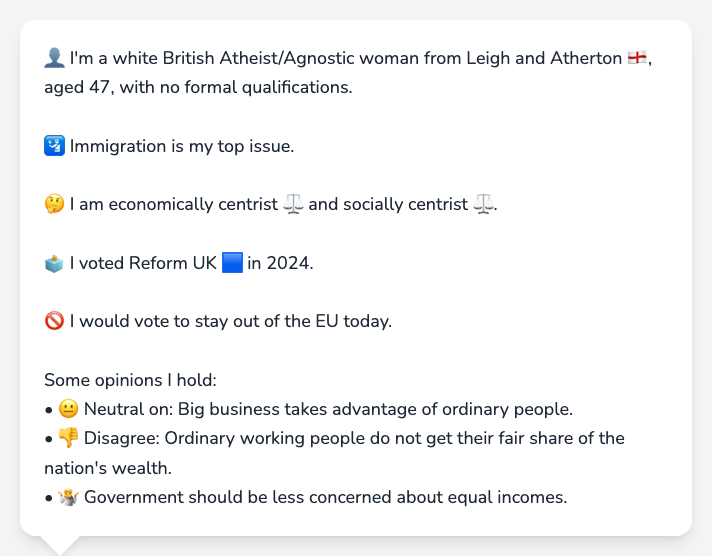 👤 I'm a white British Atheist/Agnostic woman from Leigh and Atherton 🏴󠁧󠁢󠁥󠁮󠁧󠁿,
aged 47, with no formal qualifications.
🛂 Immigration is my top issue.
🤔 I am economically centrist ⚖️ and socially centrist ⚖️.
🗳️ I voted Reform UK 🟦 in 2024.
🚫 I would vote to stay out of the EU today.
Some opinions I hold:
• 😐 Neutral on: Big business takes advantage of ordinary people.
• 👎 Disagree: Ordinary working people do not get their fair share of the
nation's wealth.
• 🤷 Government should be less concerned about equal incomes.